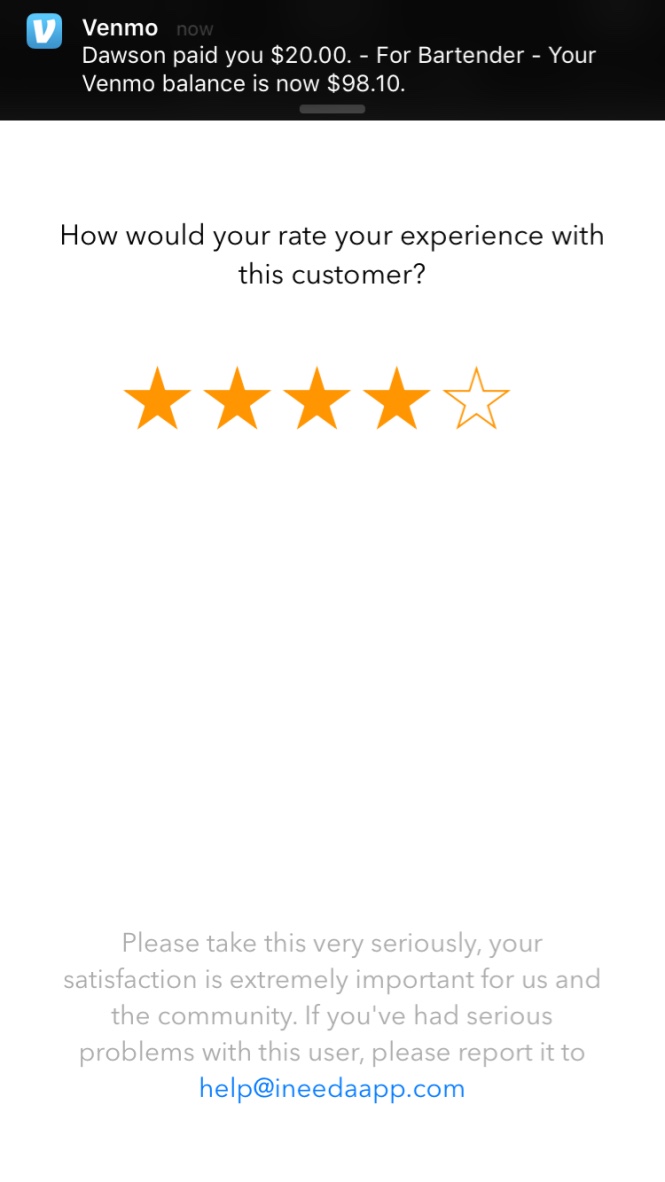 Venmo now
Dawson paid you $20.00. - For Bartender - Your
Venmo balance is now $98.10.
How would your rate your experience with
this customer?
Please take this very seriously, your
satisfaction is extremely important for us and
the community. If you've had serious
problems with this user, please report it to
help@ineedaapp.com